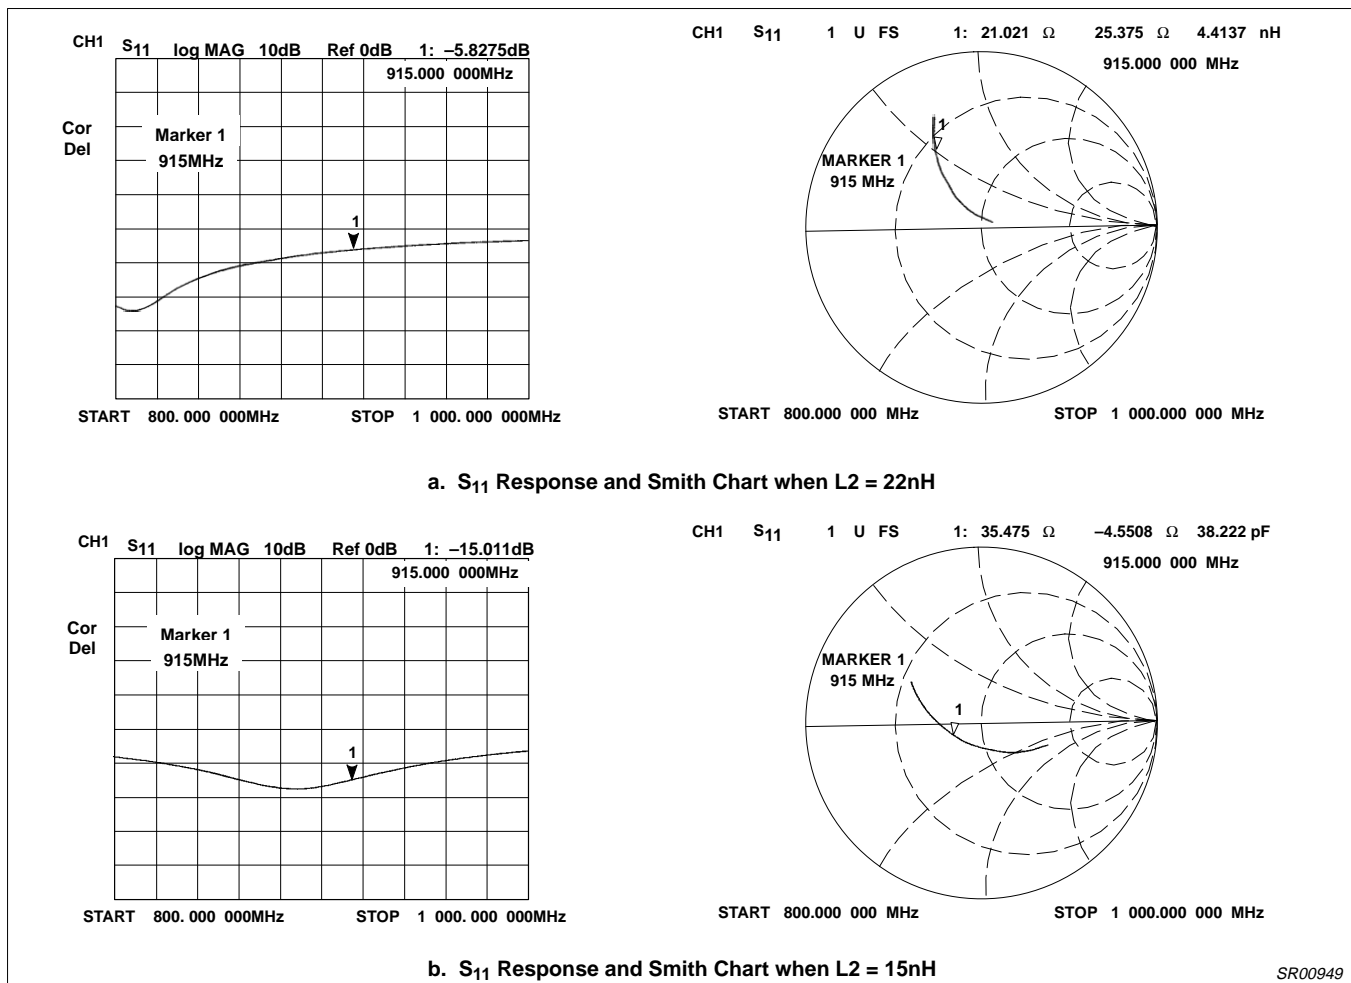 CH1 S11 log MAG 10dB Ref 0dB 1: –5.8275dB
915.000 000MHz
Cor
Del
Marker 1
915MHz
1
START 800. 000 000MHz STOP 1 000. 000 000MHz
CH1 S11 1 U FS 1: 21.021 Ω 25.375 Ω 4.4137 nH
915.000 000 MHz
1
MARKER 1
915 MHz
START 800.000 000 MHz STOP 1 000.000 000 MHz
a. S11 Response and Smith Chart when L2 = 22nH
CH1 S11 log MAG 10dB Ref 0dB 1: –15.011dB
915.000 000MHz
Cor
Del
Marker 1
915MHz
1
START 800. 000 000MHz STOP 1 000. 000 000MHz
CH1 S11 1 U FS 1: 35.475 Ω –4.5508 Ω 38.222 pF
915.000 000 MHz
MARKER 1
915 MHz
1
START 800.000 000 MHz STOP 1 000.000 000 MHz
b. S11 Response and Smith Chart when L2 = 15nH
SR00949